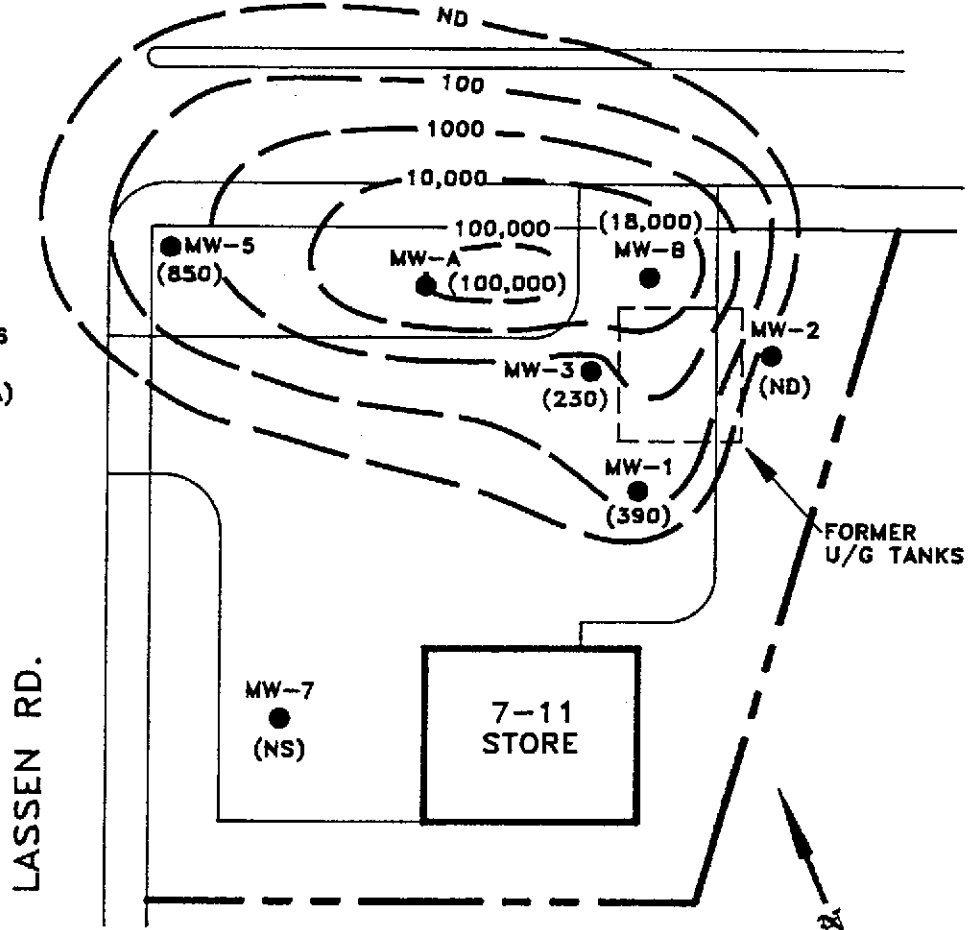 ND
100
1000
10,000
100,000
(18,000)
MW-5
(850)
MW-A
(100,000)
MW-B
MW-2
(ND)
MW-3
(230)
MW-1
(390)
FORMER
U/G TANKS
MW-7
(NS)
7-11
STORE
LASSEN RD.